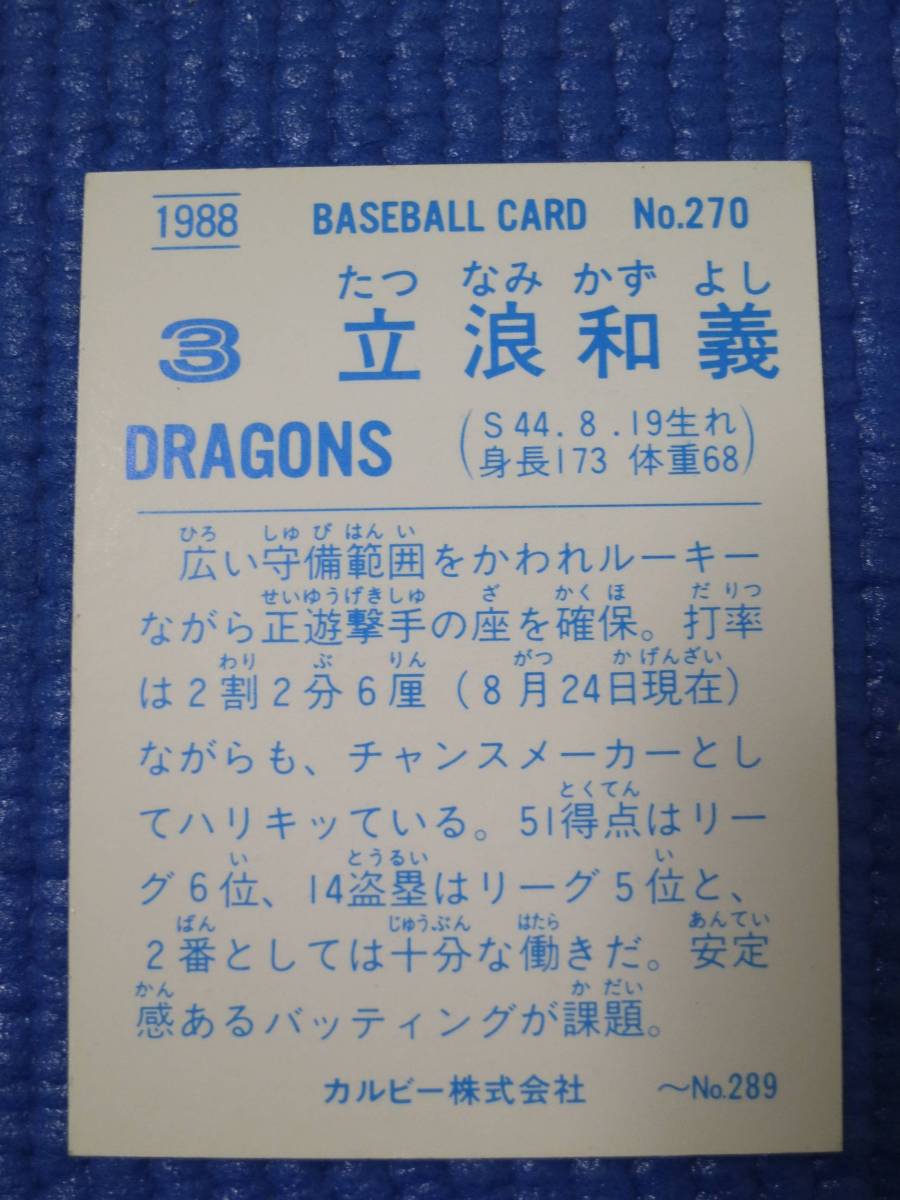 1988 BASEBALL CARD No.270
たつ なみ かず よし
3 立浪和義
DRAGONS
(S44.8.19生れ
身長173 体重68)
ひろ しゅ び はん い
広い守備範囲をかわれルーキー
せいゆうげきしゅ ざ かく ほ だ りつ
ながら正遊撃手の座を確保。打率
わり ぶ りん がつ か げんざい
は2割2分6厘(8月24日現在)
ながらも、チャンスメーカーとし
とくてん
てハリキッている。51得点はリー
い とうるい い
グ6位、14盗塁はリーグ5位と、
ばん じゅうぶん はたら あんてい
2番としては十分な働きだ。安定
かん か だい
感あるバッティングが課題。
カルビー株式会社 〜No.289